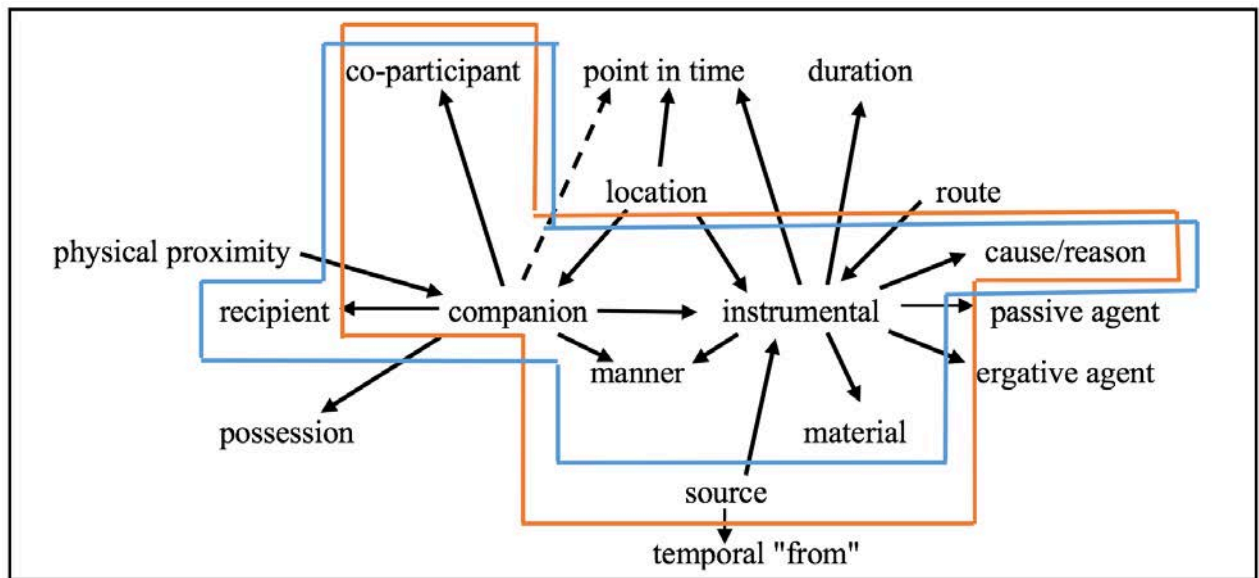 co-participant point in time duration
location route
physical proximity cause/reason
recipient companion instrumental passive agent
manner ergative agent
possession material
source
temporal "from"